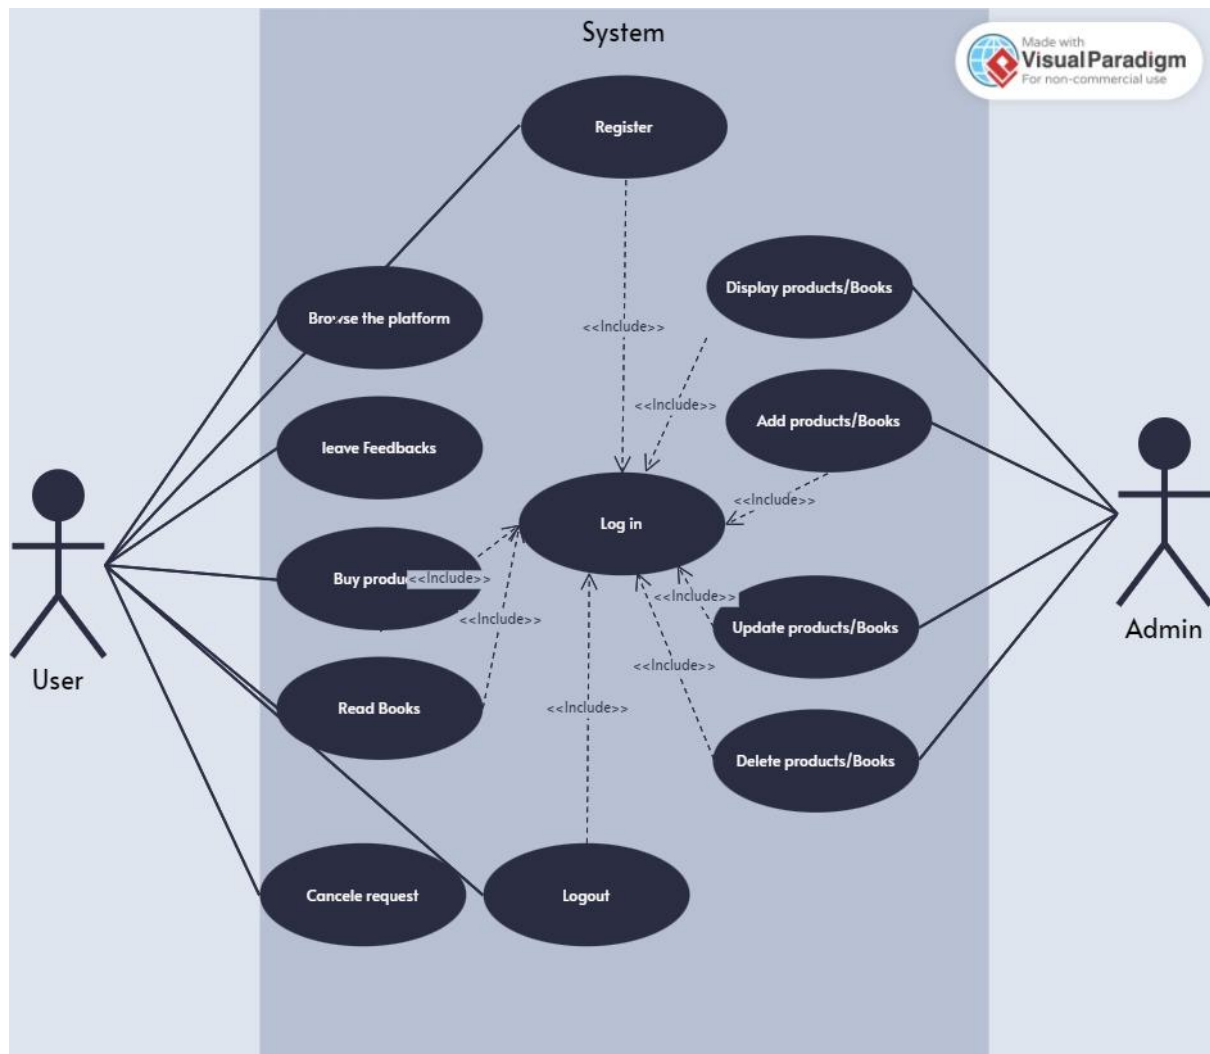 System
Made with
Visual Paradigm
For non-commercial use
Register
Display products/Books
Browse the platform
<<Include>>
<<Include>>
Add products/Books
leave Feedbacks
<<Include>>
Log in
Buy produc
<<Include>>
<<Include>>
<<Include>>
Update products/Books
User
Admin
<<Include>>
Read Books
<<Include>>
Delete products/Books
Cancele request
Logout